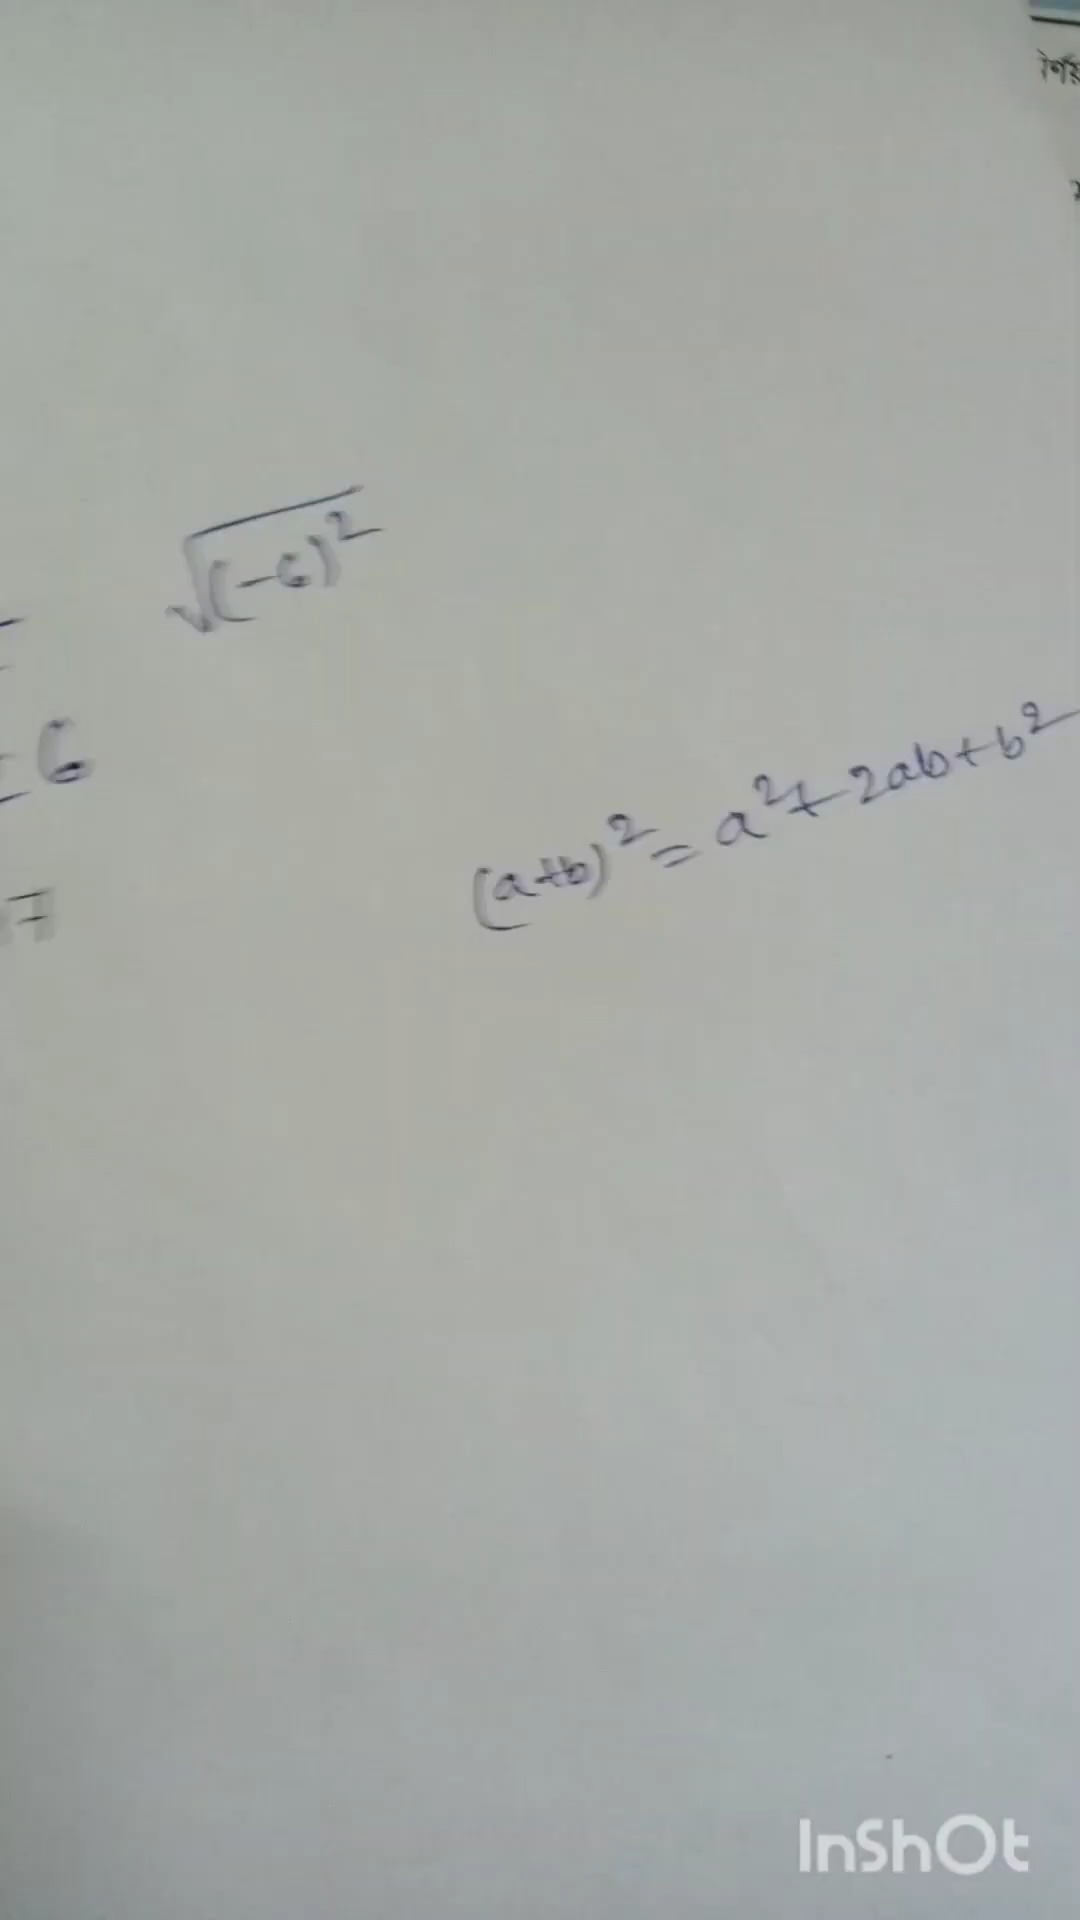 √(-6)²
6
(a+b)² = a²+2ab+b²
InShOt